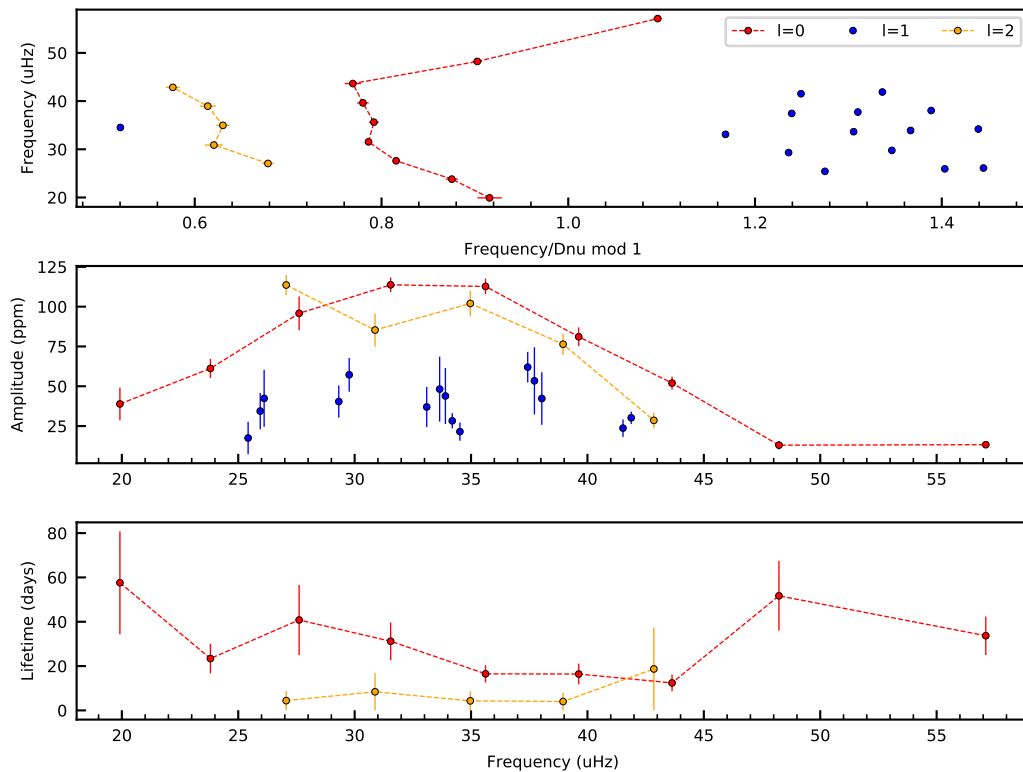 Frequency (uHz)
50
40
30
20
l=0 l=1 l=2
0.6 0.8 1.0 1.2 1.4
Frequency/Dnu mod 1
Amplitude (ppm)
125
100
75
50
25
20 25 30 35 40 45 50 55
Lifetime (days)
80
60
40
20
0
20 25 30 35 40 45 50 55
Frequency (uHz)